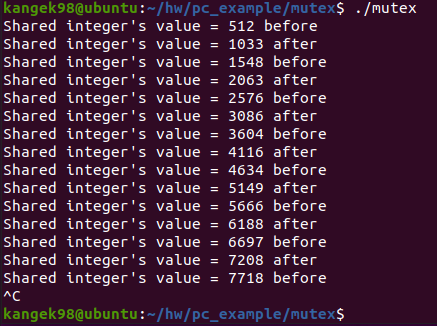 kangek98@ubuntu:~/hw/pc_example/mutex$ ./mutex
Shared integer's value = 512 before
Shared integer's value = 1033 after
Shared integer's value = 1548 before
Shared integer's value = 2063 after
Shared integer's value = 2576 before
Shared integer's value = 3086 after
Shared integer's value = 3604 before
Shared integer's value = 4116 after
Shared integer's value = 4634 before
Shared integer's value = 5149 after
Shared integer's value = 5666 before
Shared integer's value = 6188 after
Shared integer's value = 6697 before
Shared integer's value = 7208 after
Shared integer's value = 7718 before
^C
kangek98@ubuntu:~/hw/pc_example/mutex$